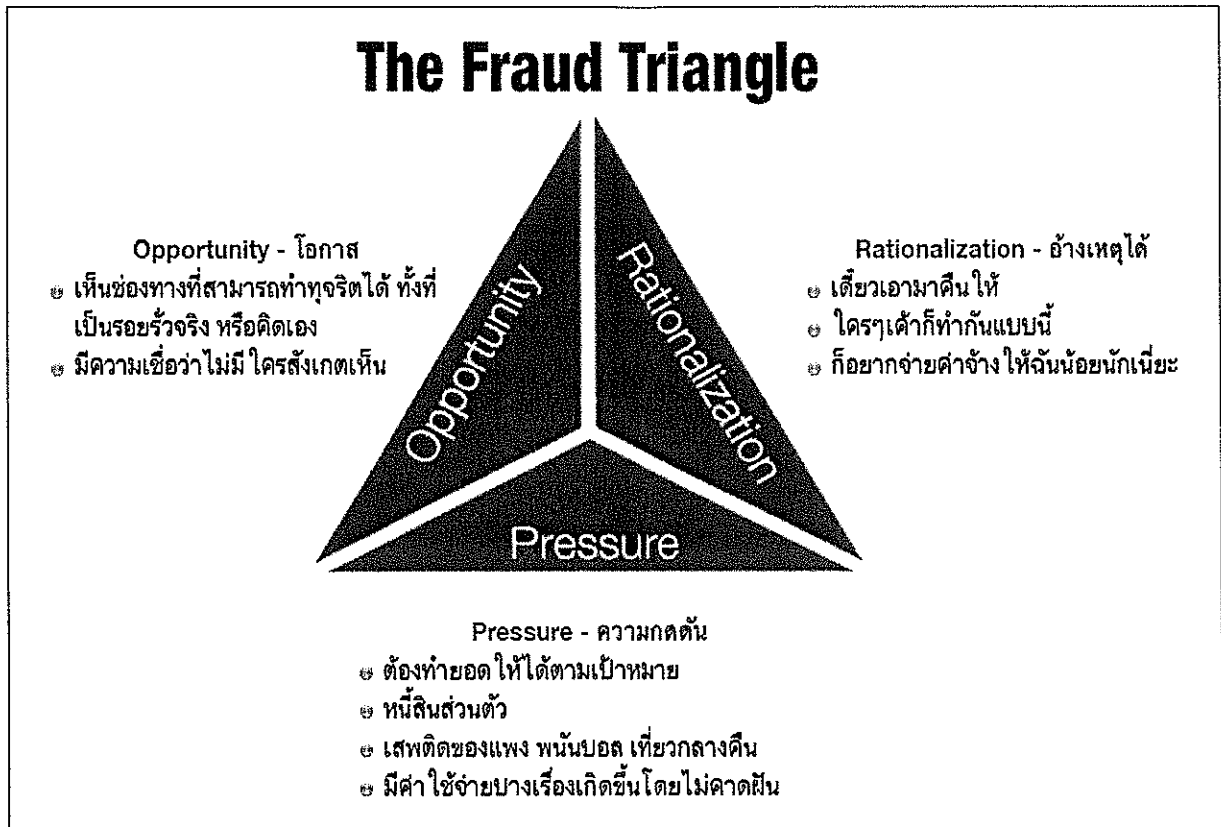 The Fraud Triangle
Opportunity - โอกาส
เห็นช่องทางที่สามารถทำทุจริตได้ ทั้งที่
เป็นรอยรั่วจริง หรือคิดเอง
มีความเชื่อว่าไม่มีใครสังเกตเห็น
Opportunity
Rationalization
Rationalization - อ้างเหตุได้
เดี๋ยวเอามาคืนให้
ใครๆเค้าก็ทำกันแบบนี้
ก็อยากจ่ายค่าจ้างให้ฉันน้อยนักเนี่ยะ
Pressure
Pressure - ความกดดัน
ต้องทำยอดให้ได้ตามเป้าหมาย
หนี้สินส่วนตัว
เสพติดของแพง พนันบอล เที่ยวกลางคืน
มีค่าใช้จ่ายบางเรื่องเกิดขึ้นโดยไม่คาดฝัน